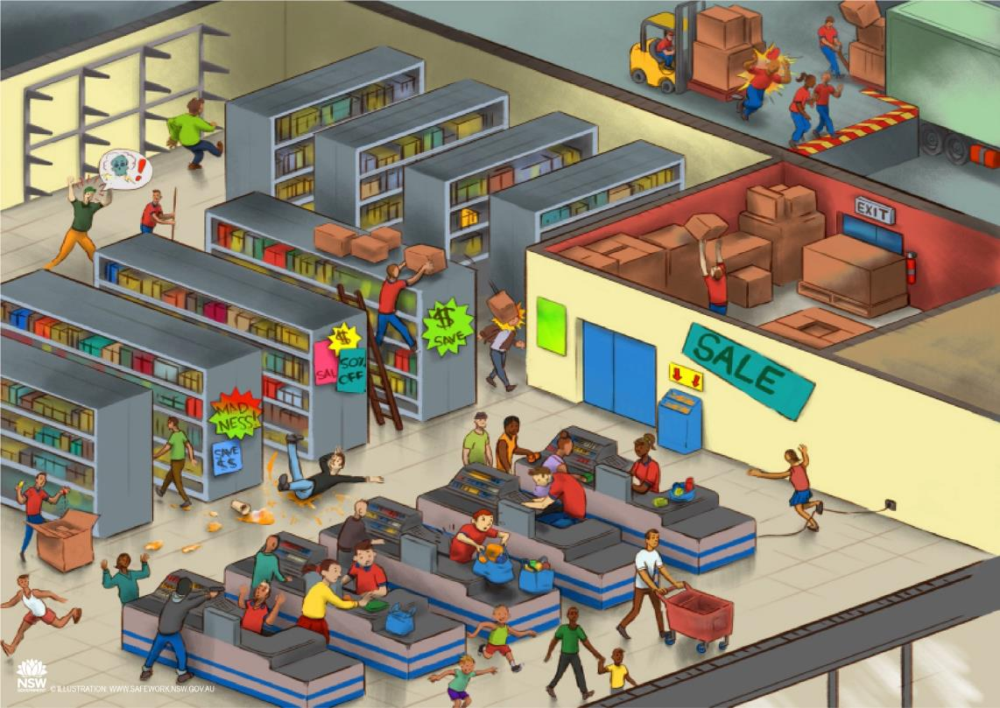 EXIT
$
SAVE
$
SAL
50%
OFF
SALE
MAD
NESS!
SAVE
$$
NSW
GOVERNMENT
© ILLUSTRATION: WWW.SAFEWORK.NSW.GOV.AU